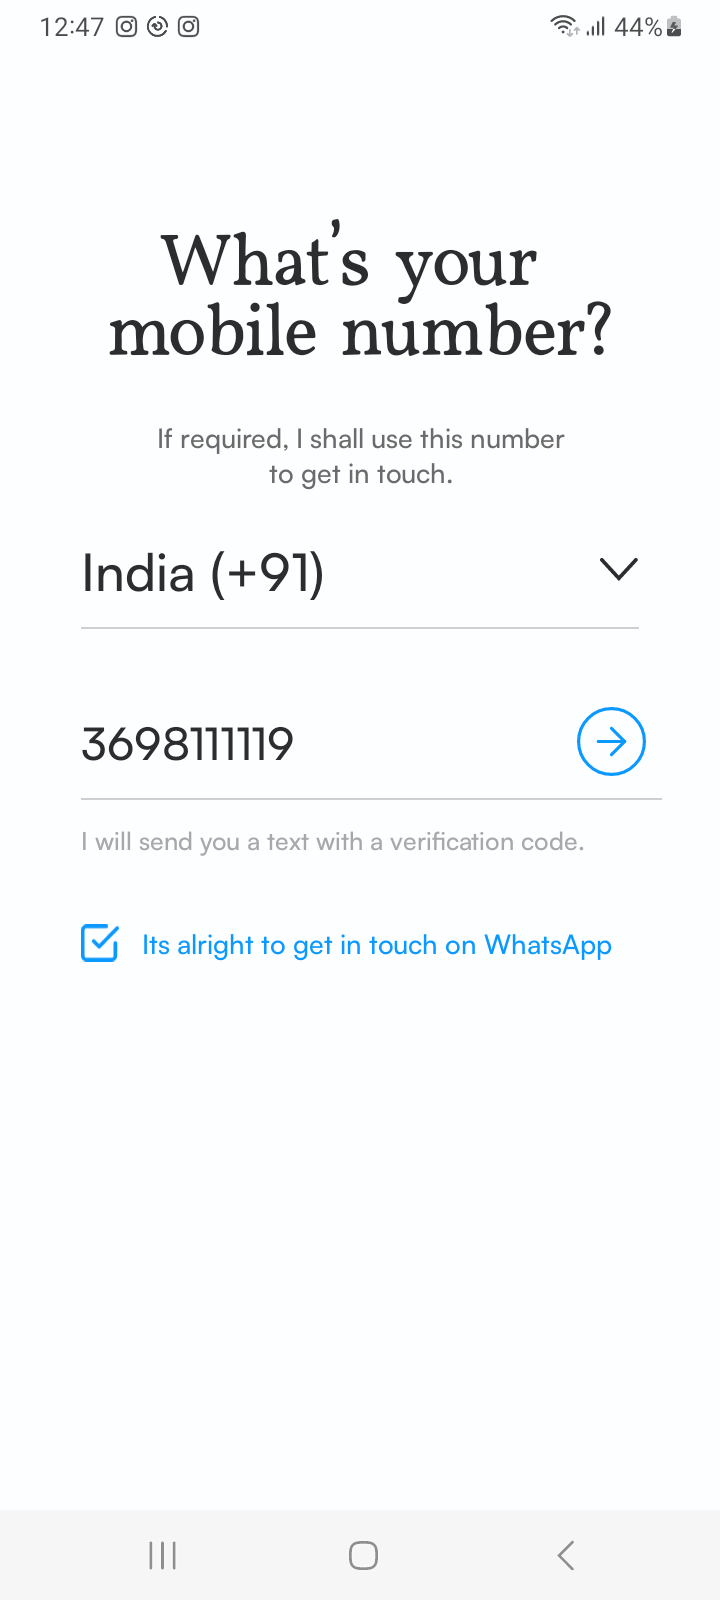 12:47
44%
What's your
mobile number?
If required, I shall use this number
to get in touch.
India (+91)
3698111119
I will send you a text with a verification code.
Its alright to get in touch on WhatsApp